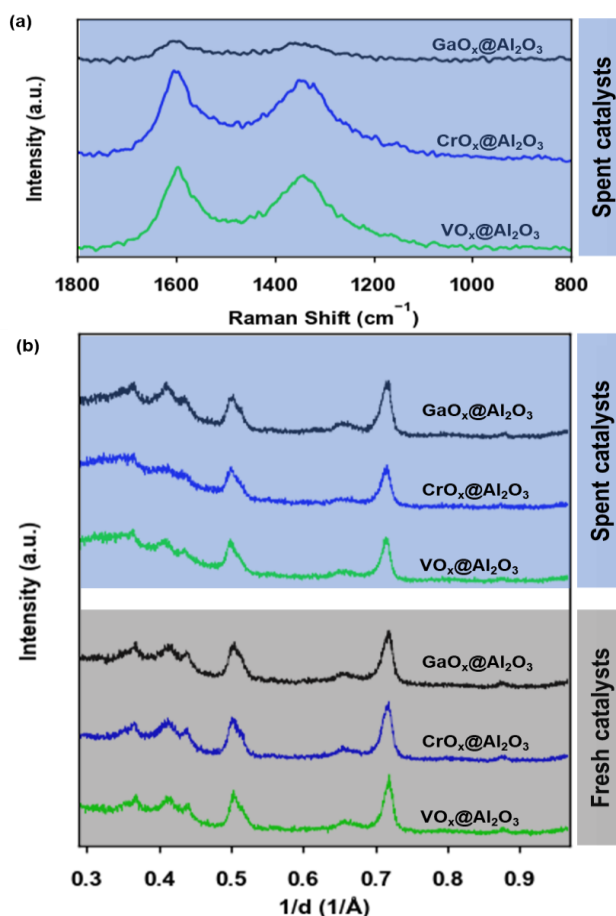 (a)
GaOₓ@Al₂O₃
CrOₓ@Al₂O₃
VOₓ@Al₂O₃
Intensity (a.u.)
Spent catalysts
1800 1600 1400 1200 1000 800
Raman Shift (cm⁻¹)
(b)
GaOₓ@Al₂O₃
CrOₓ@Al₂O₃
VOₓ@Al₂O₃
Spent catalysts
Intensity (a.u.)
GaOₓ@Al₂O₃
CrOₓ@Al₂O₃
VOₓ@Al₂O₃
Fresh catalysts
0.3 0.4 0.5 0.6 0.7 0.8 0.9
1/d (1/Å)